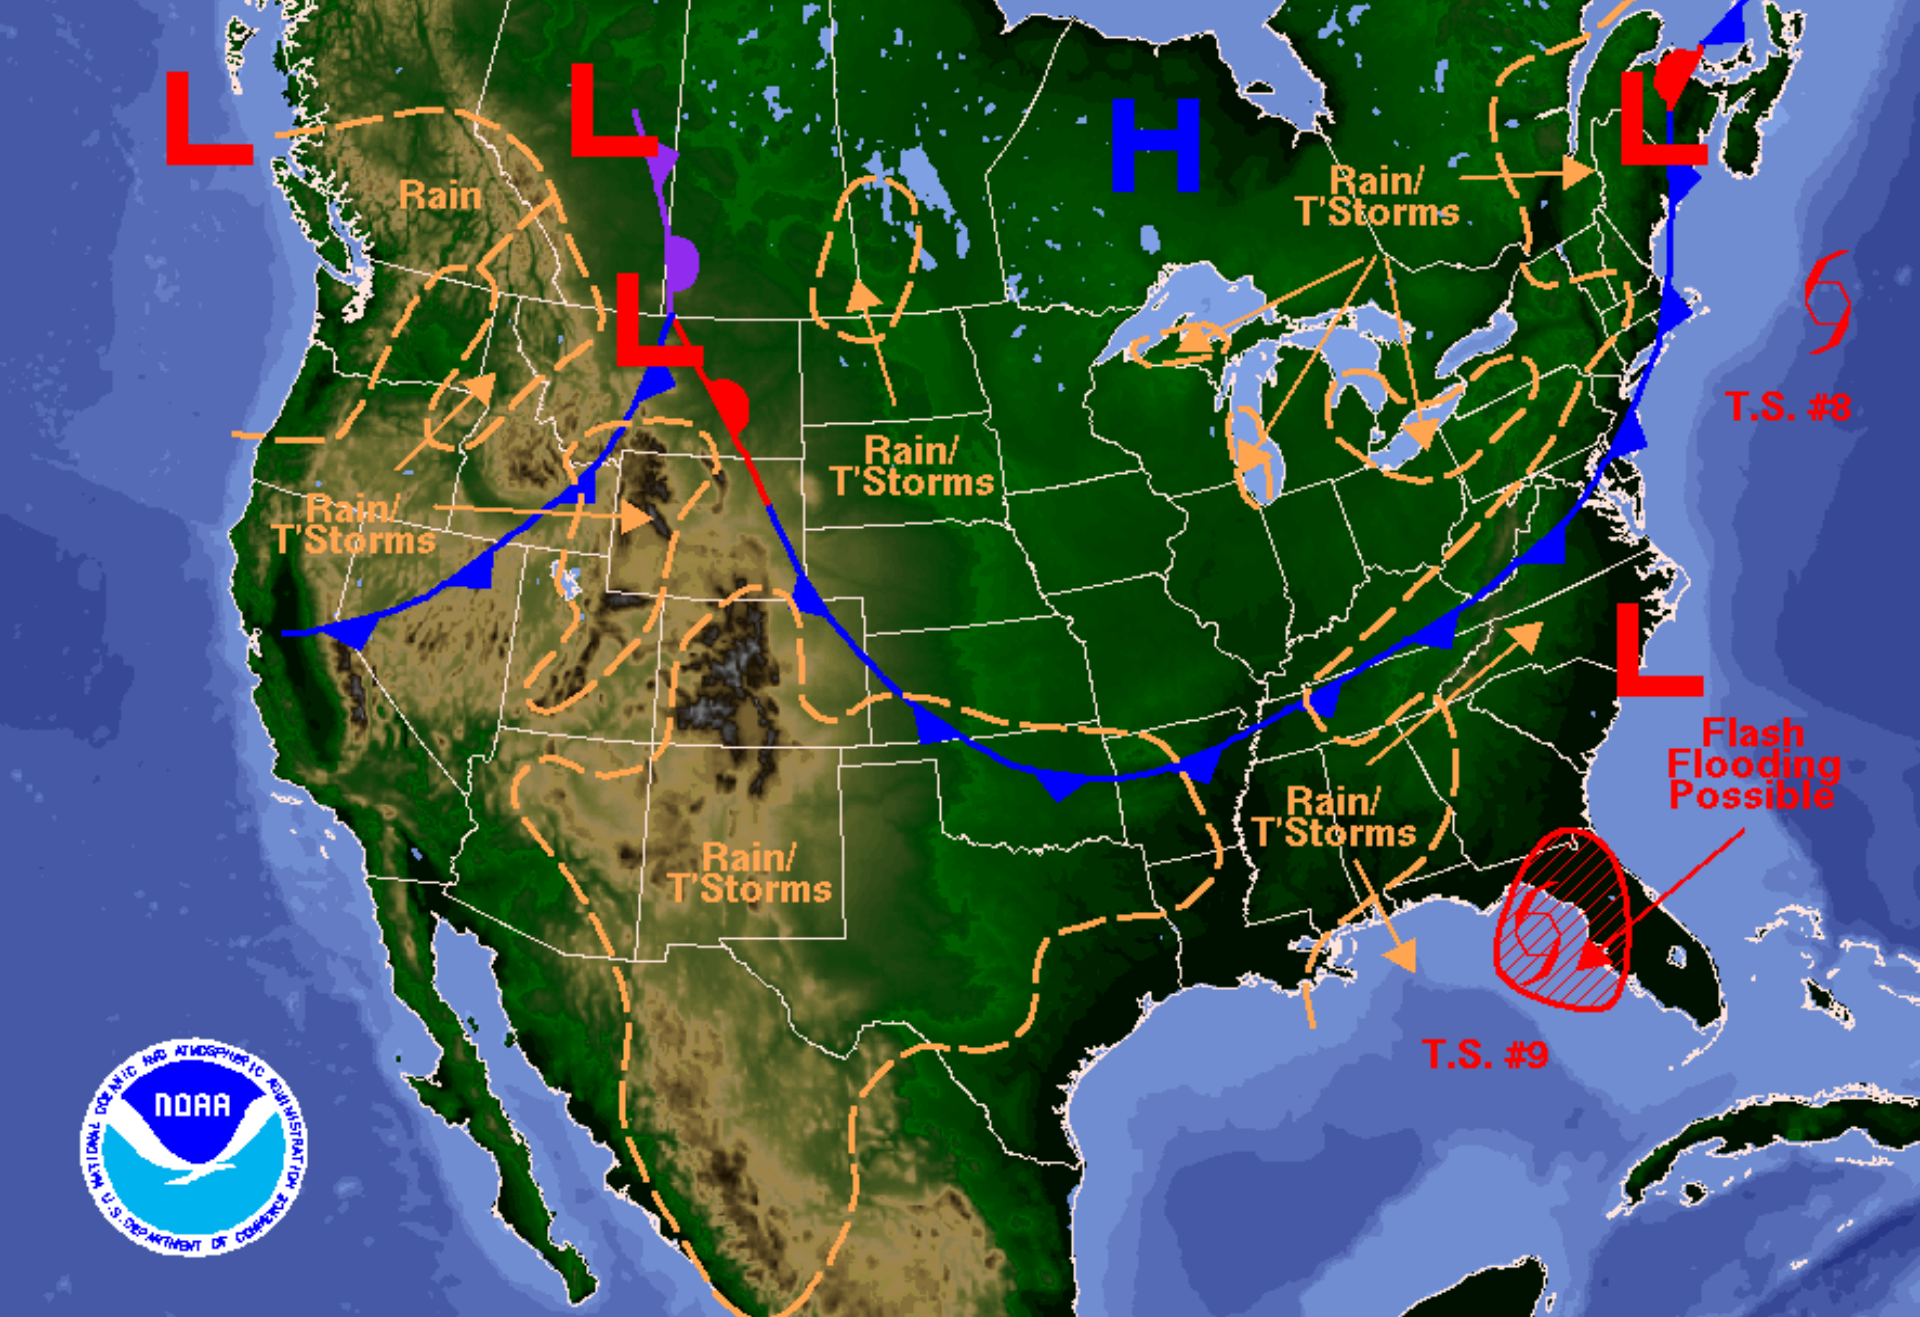 L
L
H
L
Rain
Rain/
T'Storms
L
T.S. #8
Rain/
T'Storms
Rain/
T'Storms
L
Flash
Flooding
Possible
Rain/
T'Storms
Rain/
T'Storms
T.S. #9
NATIONAL OCEANIC AND ATMOSPHERIC ADMINISTRATION
NOAA
U.S. DEPARTMENT OF COMMERCE